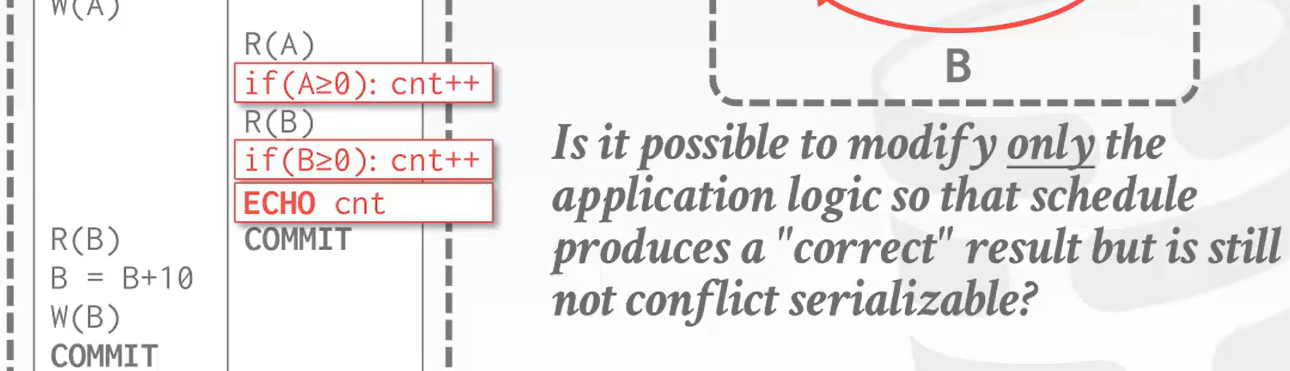 W(A)
R(A)
if(A≥0): cnt++
R(B)
if(B≥0): cnt++
ECHO cnt
R(B)
COMMIT
B = B+10
W(B)
COMMIT
B
Is it possible to modify only the
application logic so that schedule
produces a "correct" result but is still
not conflict serializable?